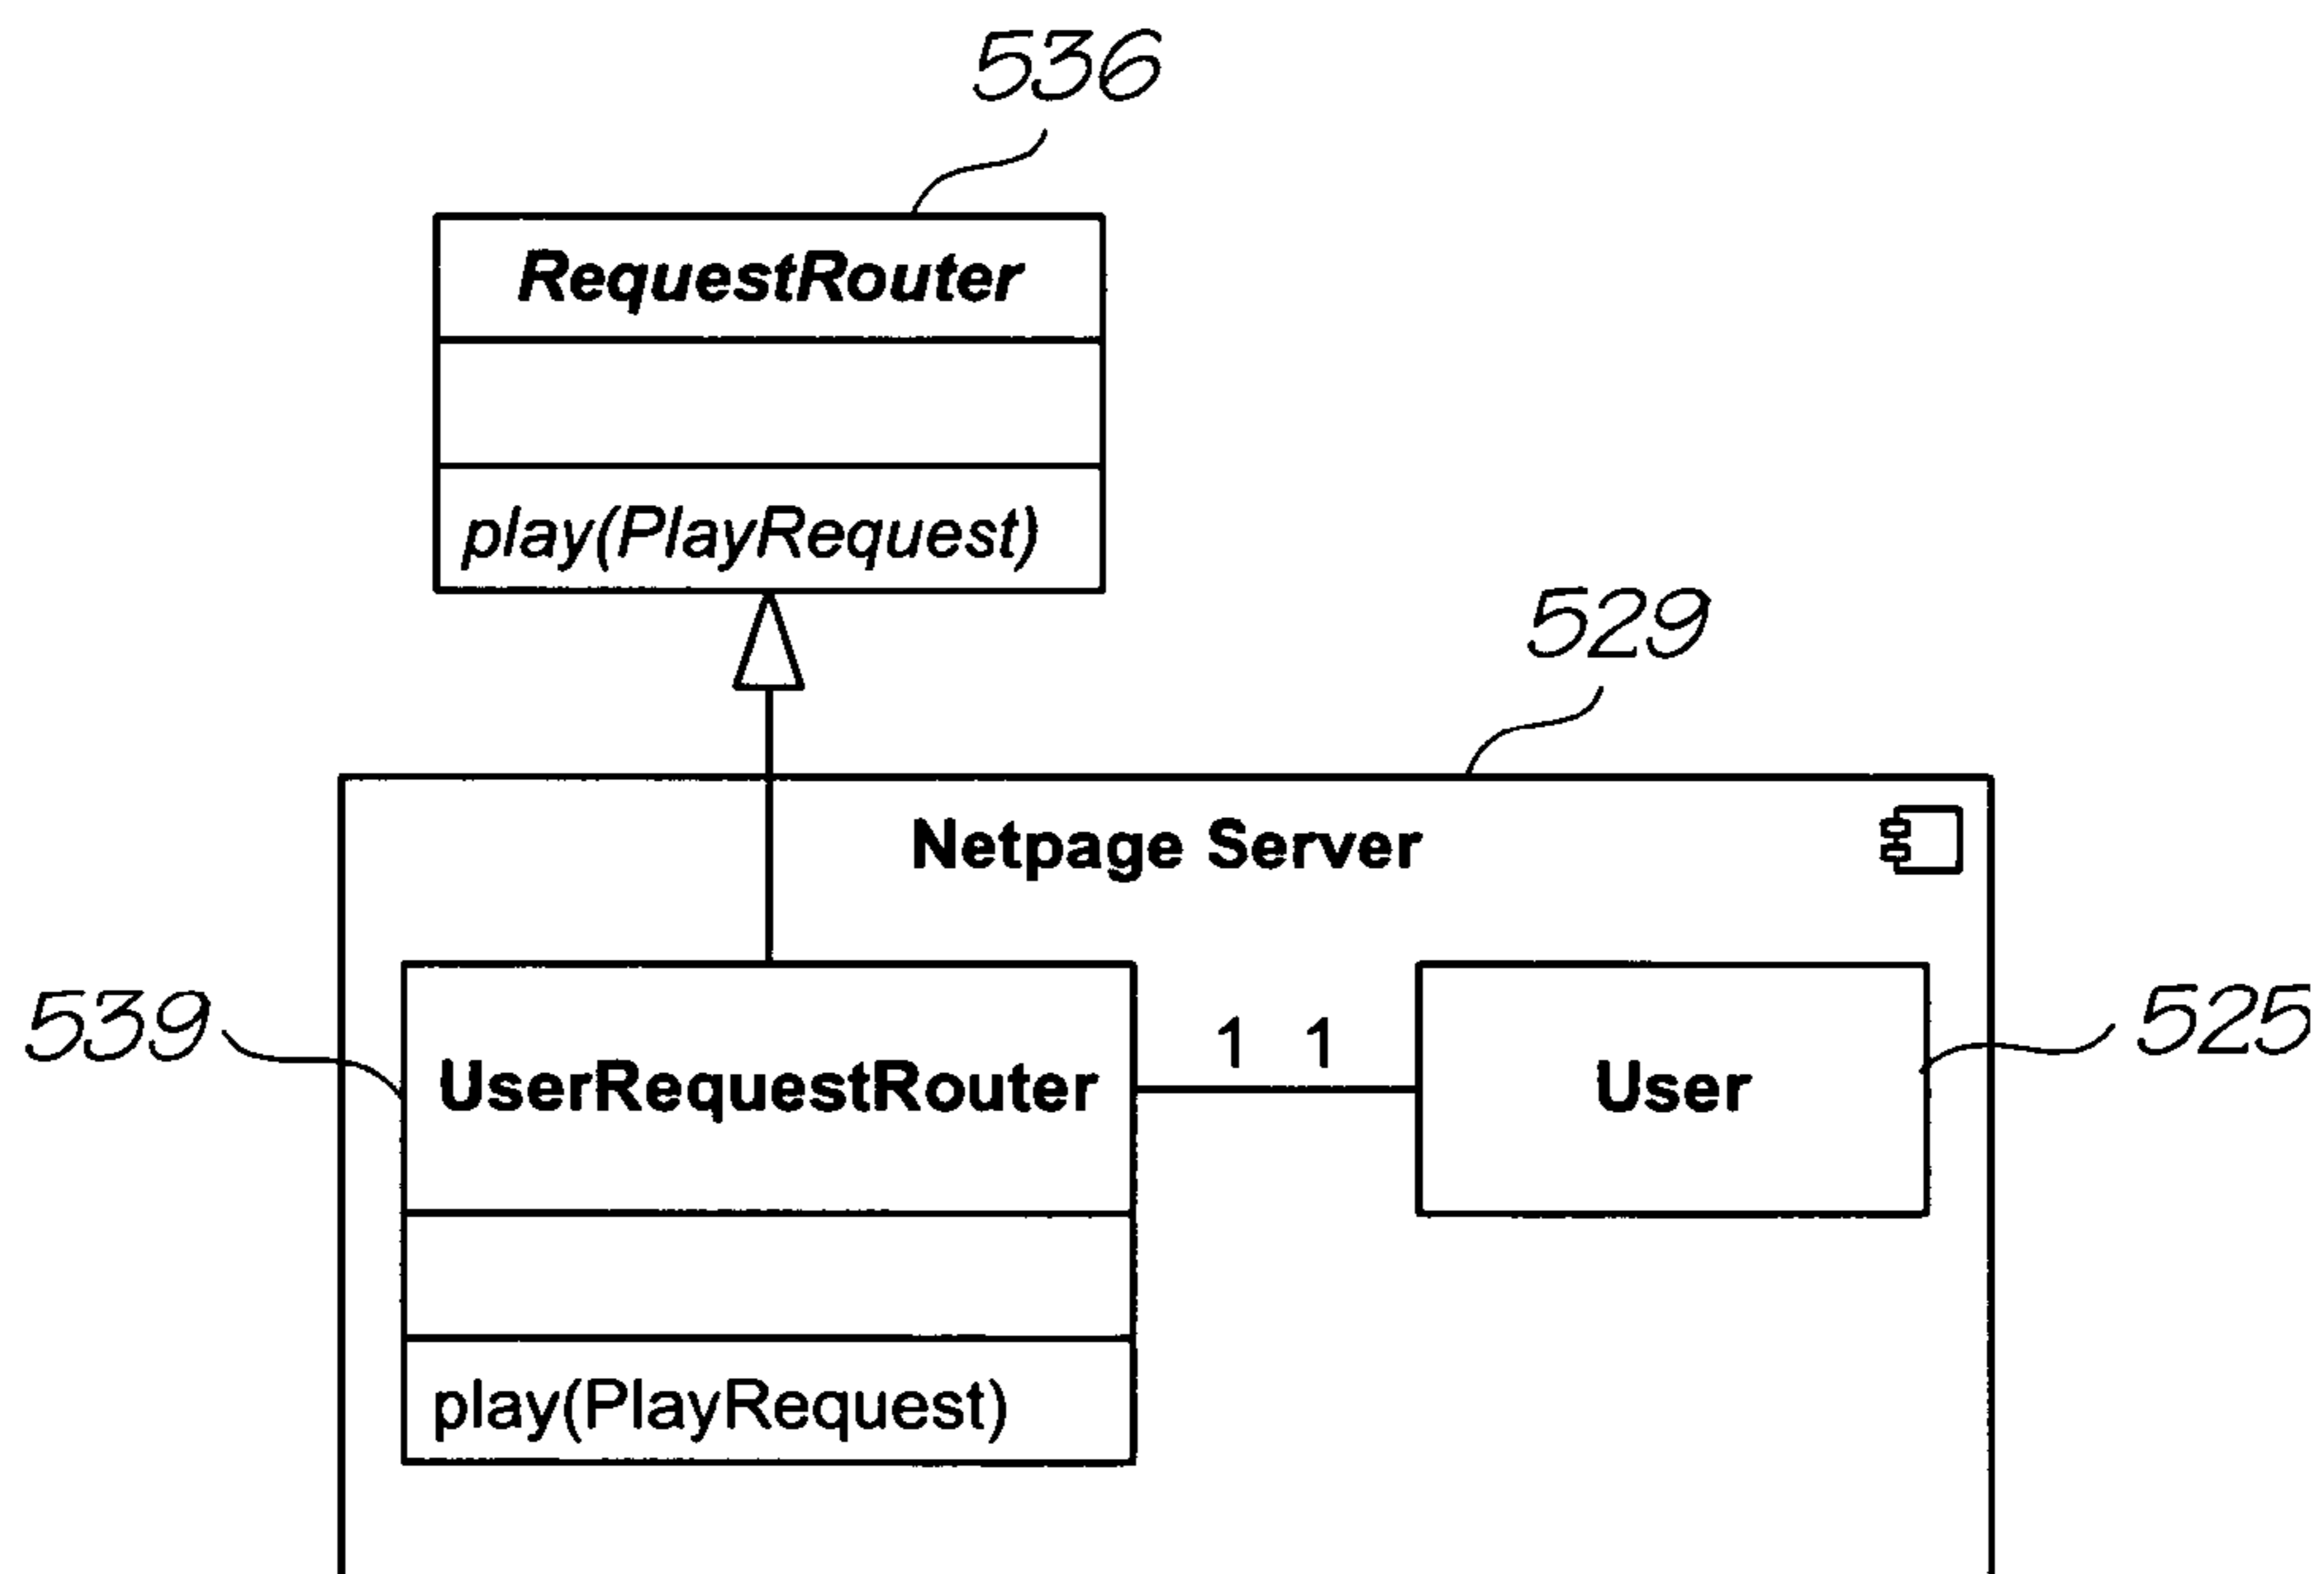 536
RequestRouter
play(PlayRequest)
529
Netpage Server
539
1 1
525
UserRequestRouter
User
play(PlayRequest)